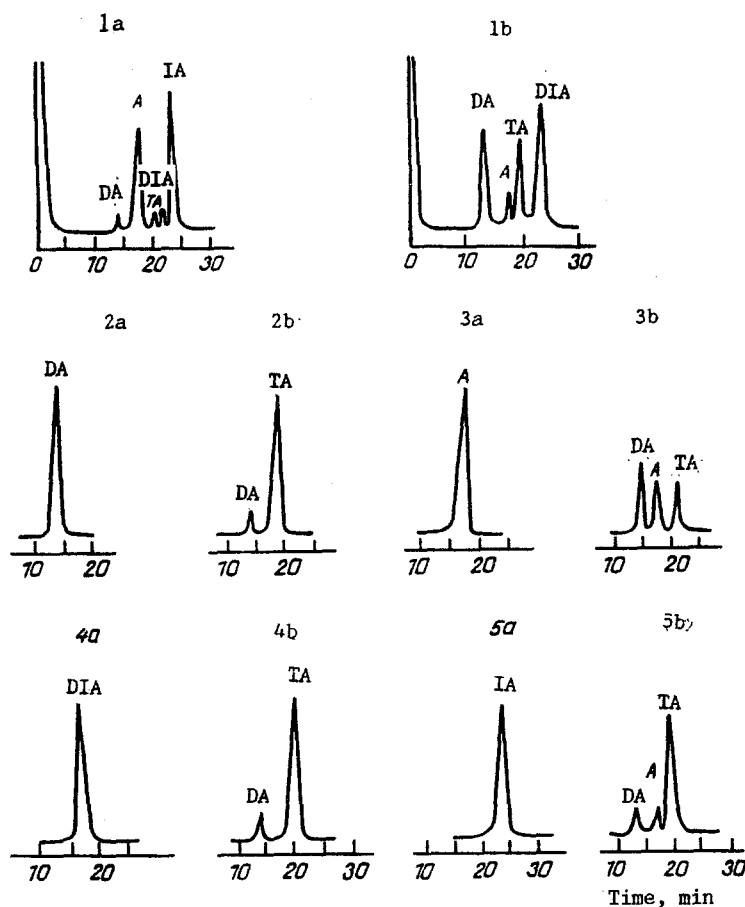 1a 1b
IA
A DA DIA
DA DIA TA TA A
0 10 20 30 0 10 20 30
2a 2b 3a 3b
DA TA A
DA DA A TA
10 20 10 20 10 20 10 20
4a 4b 5a 5b
DIA TA IA TA
DA DA A
10 20 10 20 30 10 20 30 10 20 30
Time, min